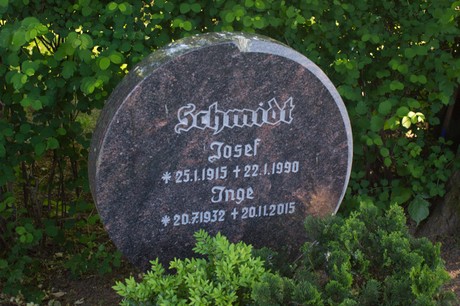 Schmidt
Josef
* 25.1.1915 + 22.1.1990
Inge
* 20.7.1932 + 20.11.2015